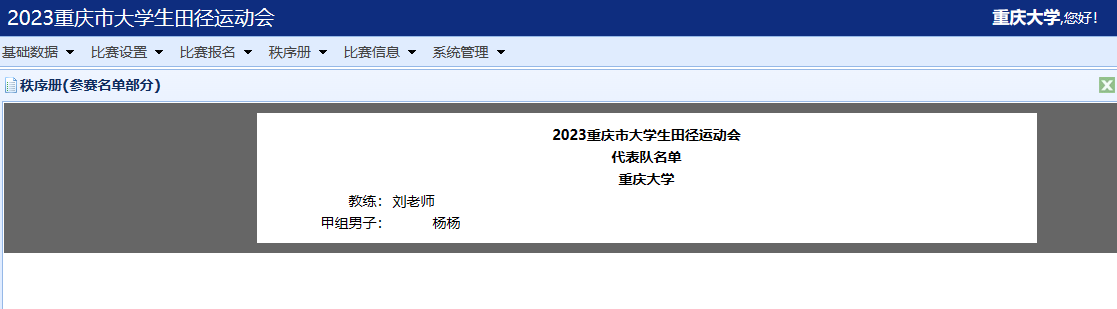 2023重庆市大学生田径运动会
重庆大学,您好!
基础数据 比赛设置 比赛报名 秩序册 比赛信息 系统管理
秩序册(参赛名单部分)
2023重庆市大学生田径运动会
代表队名单
重庆大学
教练： 刘老师
甲组男子： 杨杨